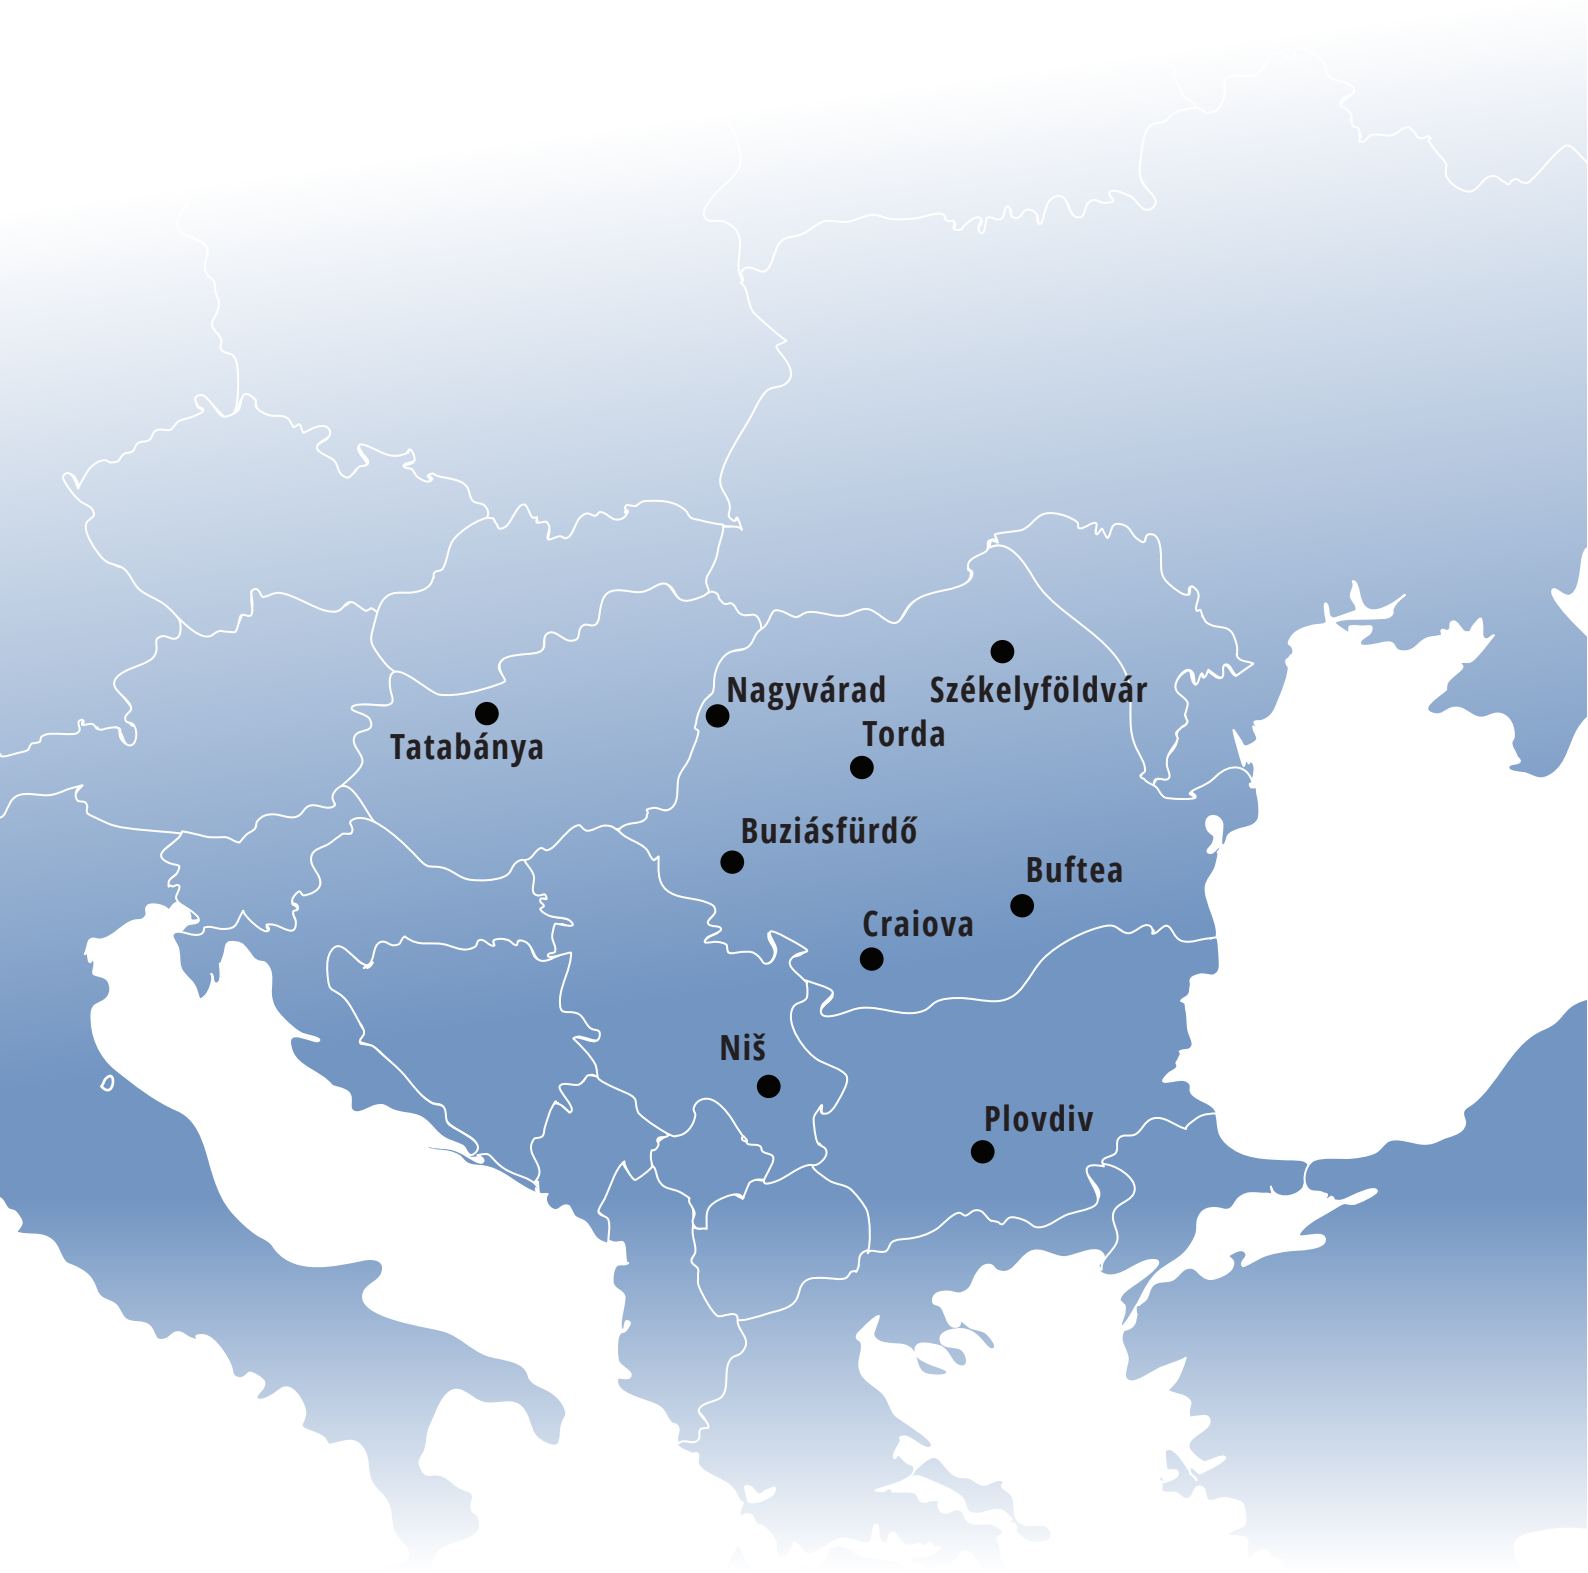 Nagyvárad
Székelyföldvár
Torda
Tatabánya
Buziásfürdő
Buftea
Craiova
Niš
Plovdiv